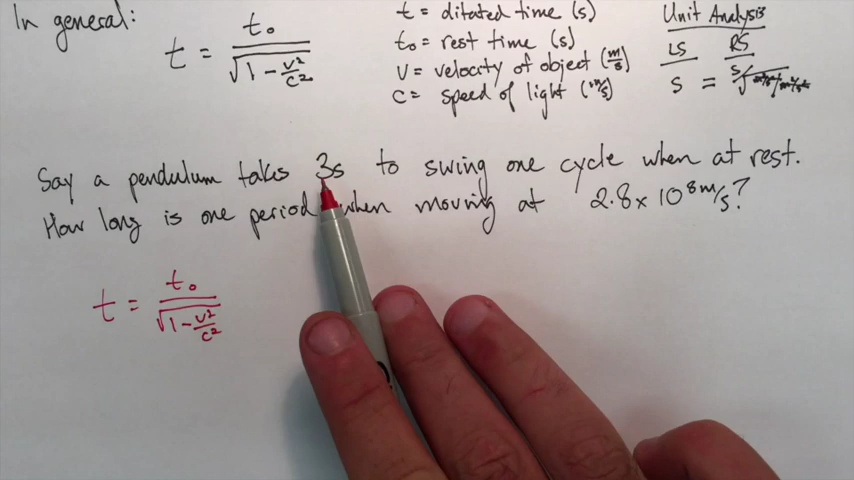 In general:
t = t₀ / √(1 - v²/c²)
t = dilated time (s)
t₀ = rest time (s)
v = velocity of object (m/s)
c = speed of light (m/s)
Unit Analysis
LS RS
s = s/√
Say a pendulum takes 3s to swing one cycle when at rest.
How long is one period when moving at 2.8 x 10⁸ m/s?
t = t₀ / √(1 - v²/c²)